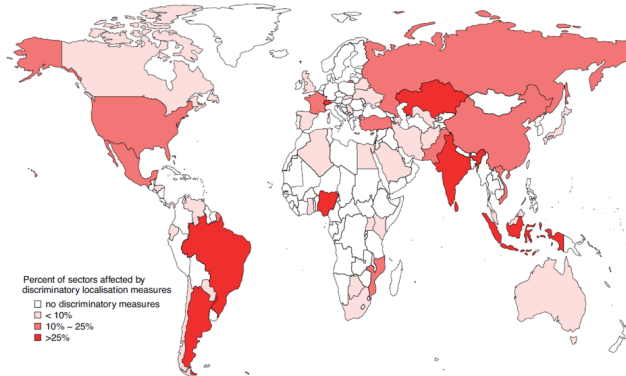 Percent of sectors affected by
discriminatory localisation measures
no discriminatory measures
< 10%
10% – 25%
>25%